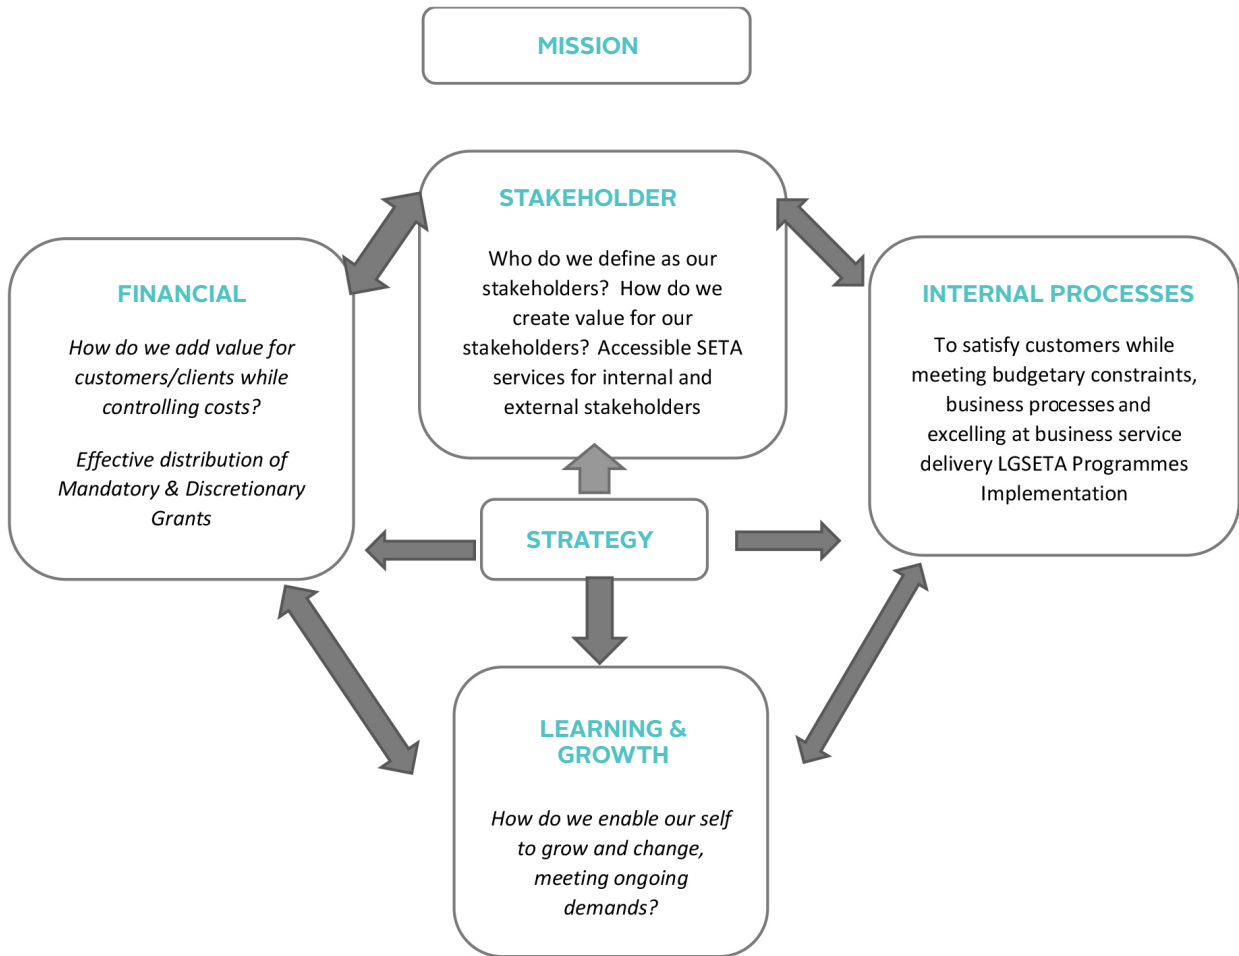 MISSION
STAKEHOLDER
Who do we define as our
stakeholders? How do we
create value for our
stakeholders? Accessible SETA
services for internal and
external stakeholders
FINANCIAL
How do we add value for
customers/clients while
controlling costs?
Effective distribution of
Mandatory & Discretionary
Grants
INTERNAL PROCESSES
To satisfy customers while
meeting budgetary constraints,
business processes and
excelling at business service
delivery LGSETA Programmes
Implementation
STRATEGY
LEARNING &
GROWTH
How do we enable our self
to grow and change,
meeting ongoing
demands?